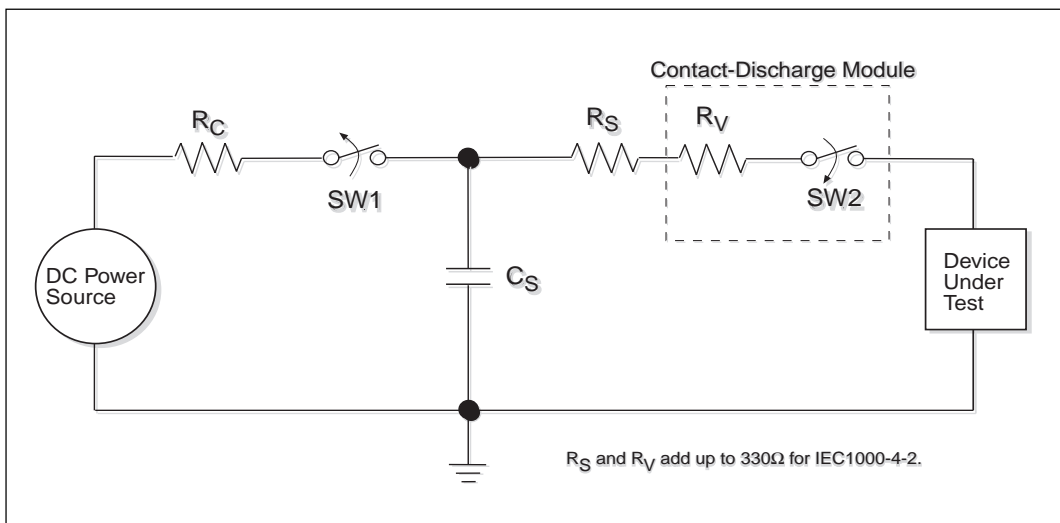 Contact-Discharge Module
RC
RS
RV
SW1
SW2
DC Power
Source
CS
Device
Under
Test
RS and RV add up to 330Ω for IEC1000-4-2.